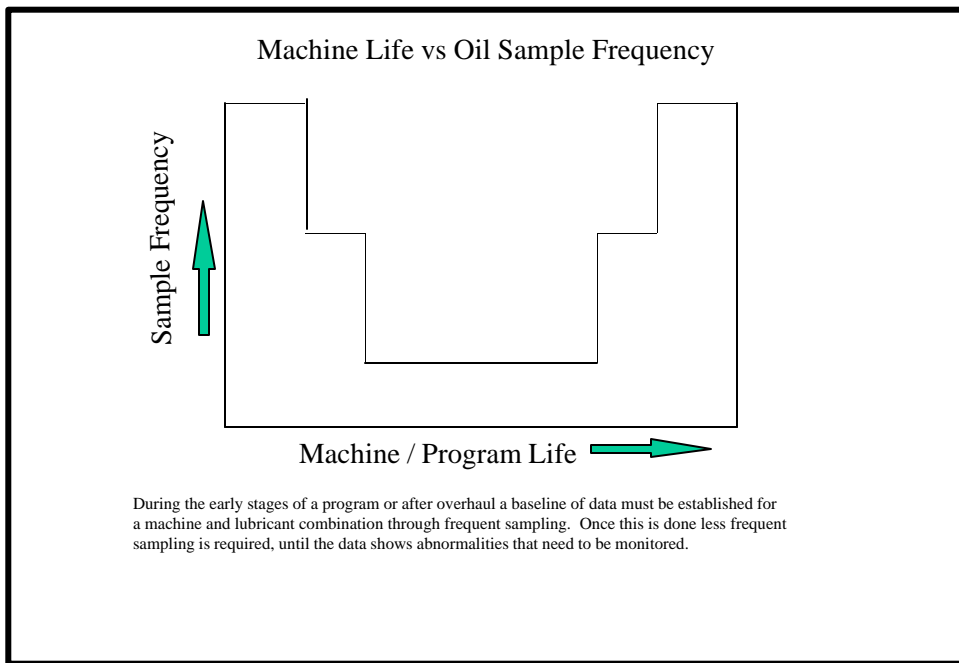 Machine Life vs Oil Sample Frequency
Sample Frequency
Machine / Program Life
During the early stages of a program or after overhaul a baseline of data must be established for
a machine and lubricant combination through frequent sampling.  Once this is done less frequent
sampling is required, until the data shows abnormalities that need to be monitored.